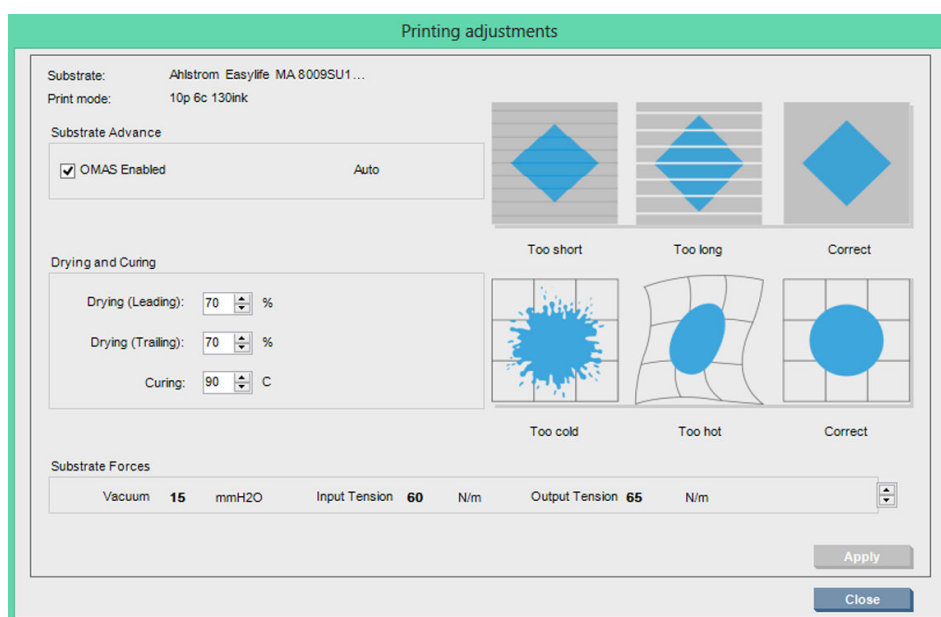 Printing adjustments
Substrate: Ahlstrom Easylife MA 8009SU1...
Print mode: 10p 6c 130ink
Substrate Advance
OMAS Enabled Auto
Too short Too long Correct
Drying and Curing
Drying (Leading): 70 %
Drying (Trailing): 70 %
Curing: 90 C
Too cold Too hot Correct
Substrate Forces
Vacuum 15 mmH2O Input Tension 60 N/m Output Tension 65 N/m
Apply
Close